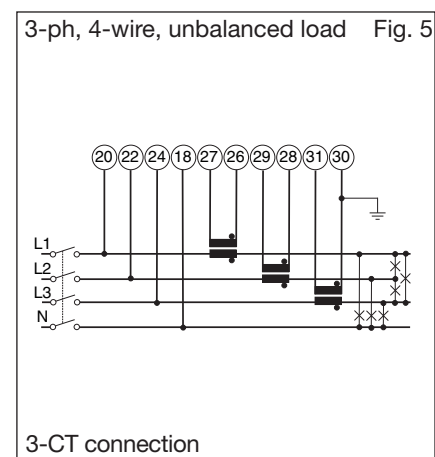 3-ph, 4-wire, unbalanced load Fig. 5
20 22 24 18 27 26 29 28 31 30
L1
L2
L3
N
3-CT connection